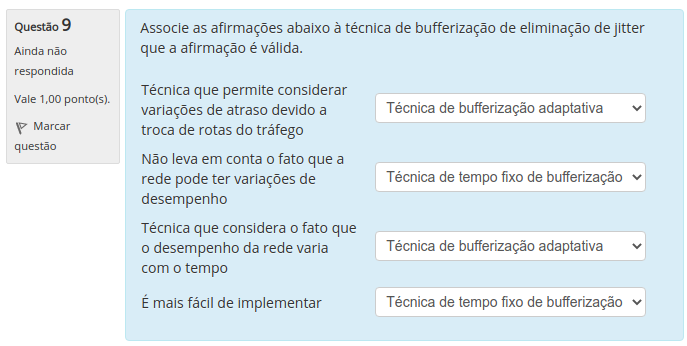 Questão 9
Ainda não
respondida
Vale 1,00 ponto(s).
Marcar
questão
Associe as afirmações abaixo à técnica de bufferização de eliminação de jitter
que a afirmação é válida.
Técnica que permite considerar
variações de atraso devido a
troca de rotas do tráfego
Técnica de bufferização adaptativa
Não leva em conta o fato que a
rede pode ter variações de
desempenho
Técnica de tempo fixo de bufferização
Técnica que considera o fato que
o desempenho da rede varia
com o tempo
Técnica de bufferização adaptativa
É mais fácil de implementar
Técnica de tempo fixo de bufferização